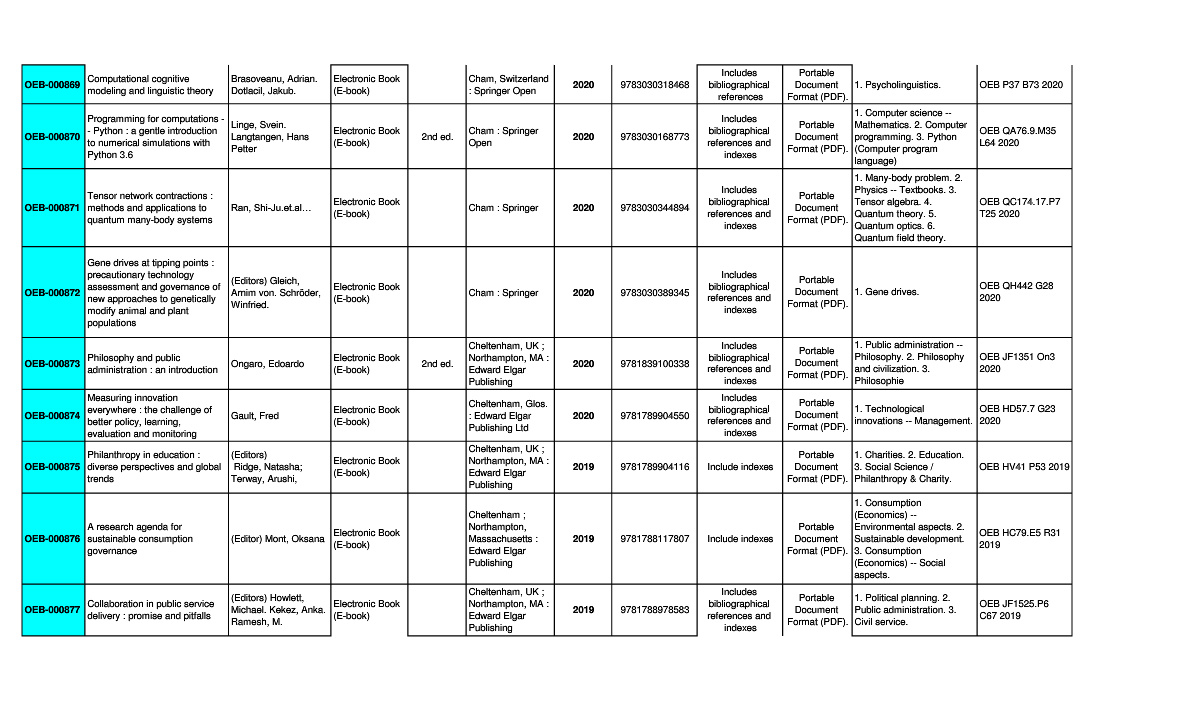 OEB-000869
Computational cognitive
modeling and linguistic theory
Brasoveanu, Adrian.
Dotlacil, Jakub.
Electronic Book
(E-book)
Cham, Switzerland
: Springer Open
2020
9783030318468
Includes
bibliographical
references
Portable
Document
Format (PDF).
1. Psycholinguistics.
OEB P37 B73 2020
OEB-000870
Programming for computations -
- Python : a gentle introduction
to numerical simulations with
Python 3.6
Linge, Svein.
Langtangen, Hans
Petter
Electronic Book
(E-book)
2nd ed.
Cham : Springer
Open
2020
9783030168773
Includes
bibliographical
references and
indexes
Portable
Document
Format (PDF).
1. Computer science --
Mathematics. 2. Computer
programming. 3. Python
(Computer program
language)
OEB QA76.9.M35
L64 2020
OEB-000871
Tensor network contractions :
methods and applications to
quantum many-body systems
Ran, Shi-Ju.et.al…
Electronic Book
(E-book)
Cham : Springer
2020
9783030344894
Includes
bibliographical
references and
indexes
Portable
Document
Format (PDF).
1. Many-body problem. 2.
Physics -- Textbooks. 3.
Tensor algebra. 4.
Quantum theory. 5.
Quantum optics. 6.
Quantum field theory.
OEB QC174.17.P7
T25 2020
OEB-000872
Gene drives at tipping points :
precautionary technology
assessment and governance of
new approaches to genetically
modify animal and plant
populations
(Editors) Gleich,
Arnim von. Schröder,
Winfried.
Electronic Book
(E-book)
Cham : Springer
2020
9783030389345
Includes
bibliographical
references and
indexes
Portable
Document
Format (PDF).
1. Gene drives.
OEB QH442 G28
2020
OEB-000873
Philosophy and public
administration : an introduction
Ongaro, Edoardo
Electronic Book
(E-book)
2nd ed.
Cheltenham, UK ;
Northampton, MA :
Edward Elgar
Publishing
2020
9781839100338
Includes
bibliographical
references and
indexes
Portable
Document
Format (PDF).
1. Public administration --
Philosophy. 2. Philosophy
and civilization. 3.
Philosophie
OEB JF1351 On3
2020
OEB-000874
Measuring innovation
everywhere : the challenge of
better policy, learning,
evaluation and monitoring
Gault, Fred
Electronic Book
(E-book)
Cheltenham, Glos.
: Edward Elgar
Publishing Ltd
2020
9781789904550
Includes
bibliographical
references and
indexes
Portable
Document
Format (PDF).
1. Technological
innovations -- Management.
OEB HD57.7 G23
2020
OEB-000875
Philanthropy in education :
diverse perspectives and global
trends
(Editors)
Ridge, Natasha;
Terway, Arushi,
Electronic Book
(E-book)
Cheltenham, UK ;
Northampton, MA :
Edward Elgar
Publishing
2019
9781789904116
Include indexes
Portable
Document
Format (PDF).
1. Charities. 2. Education.
3. Social Science /
Philanthropy & Charity.
OEB HV41 P53 2019
OEB-000876
A research agenda for
sustainable consumption
governance
(Editor) Mont, Oksana
Electronic Book
(E-book)
Cheltenham ;
Northampton,
Massachusetts :
Edward Elgar
Publishing
2019
9781788117807
Include indexes
Portable
Document
Format (PDF).
1. Consumption
(Economics) --
Environmental aspects. 2.
Sustainable development.
3. Consumption
(Economics) -- Social
aspects.
OEB HC79.E5 R31
2019
OEB-000877
Collaboration in public service
delivery : promise and pitfalls
(Editors) Howlett,
Michael. Kekez, Anka.
Ramesh, M.
Electronic Book
(E-book)
Cheltenham, UK ;
Northampton, MA :
Edward Elgar
Publishing
2019
9781788978583
Includes
bibliographical
references and
indexes
Portable
Document
Format (PDF).
1. Political planning. 2.
Public administration. 3.
Civil service.
OEB JF1525.P6
C67 2019